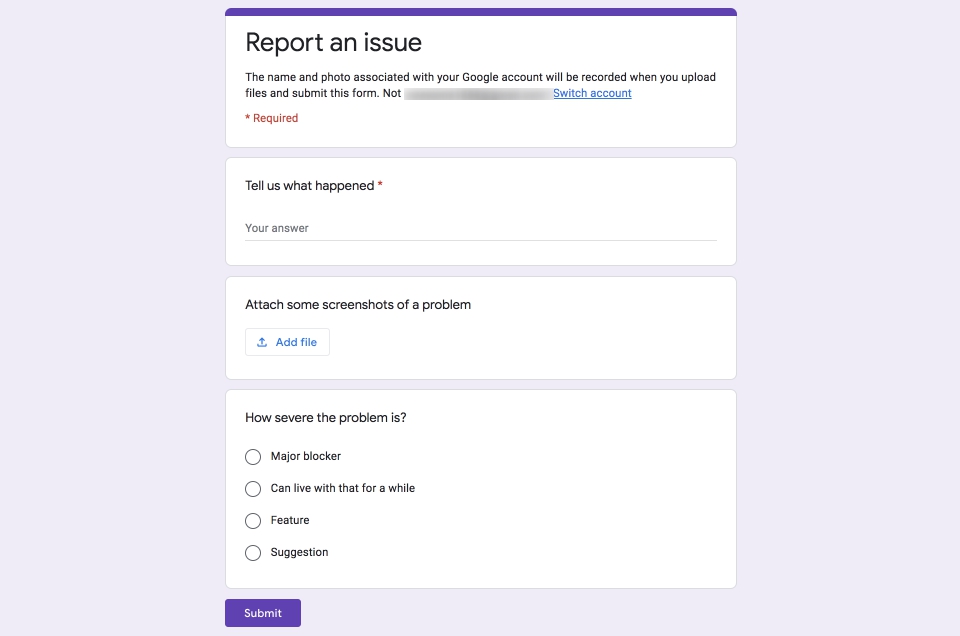 Report an issue
The name and photo associated with your Google account will be recorded when you upload
files and submit this form. Not Switch account
* Required
Tell us what happened *
Your answer
Attach some screenshots of a problem
Add file
How severe the problem is?
Major blocker
Can live with that for a while
Feature
Suggestion
Submit